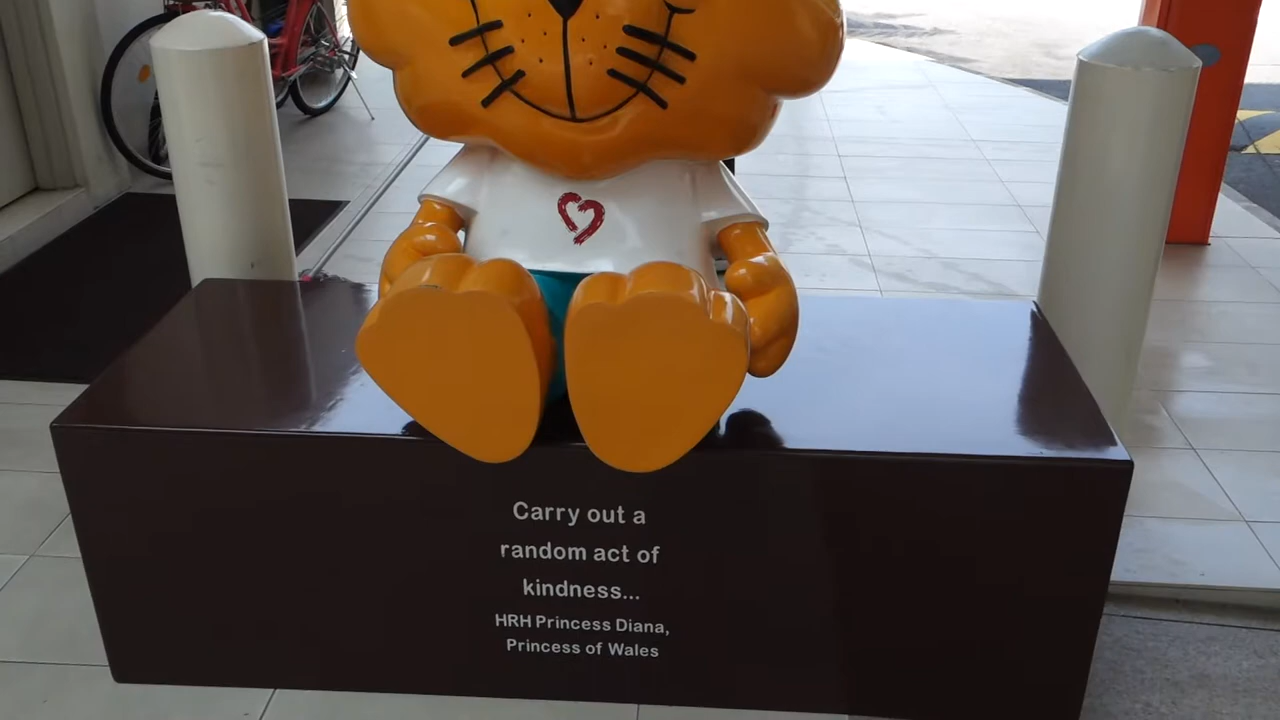 Carry out a
random act of
kindness...
HRH Princess Diana,
Princess of Wales